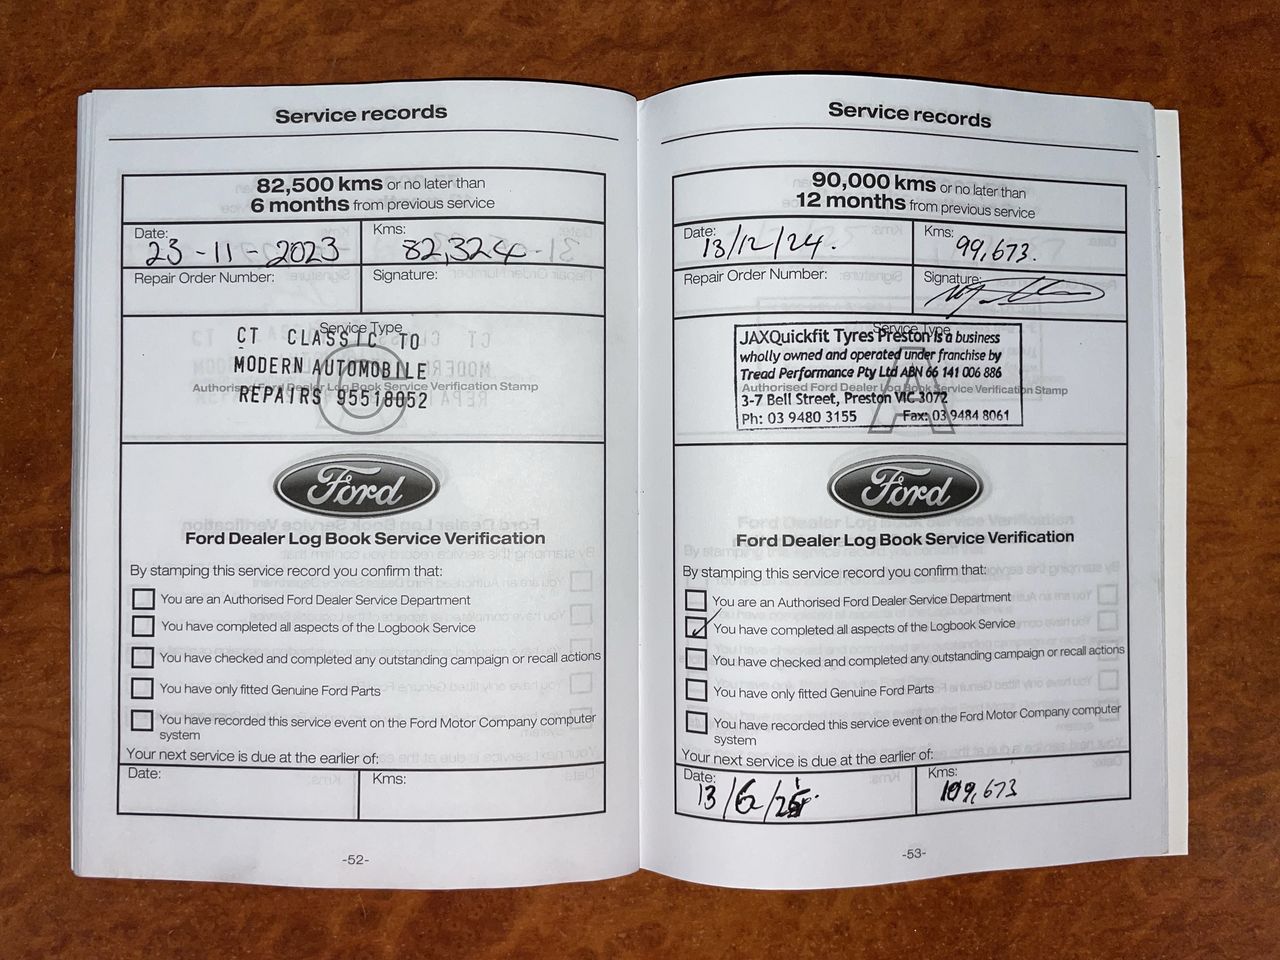 Service records
82,500 kms or no later than
6 months from previous service
Date:
23-11-2023
Kms:
82,324
Repair Order Number:
Signature:
Service Type
C
CT CLASSIC TO
MODERN AUTOMOBILE
Authorised Ford Dealer Log Book Service Verification Stamp
REPAIRS 95518052
Ford
Ford Dealer Log Book Service Verification
By stamping this service record you confirm that:
You are an Authorised Ford Dealer Service Department
You have completed all aspects of the Logbook Service
You have checked and completed any outstanding campaign or recall actions
You have only fitted Genuine Ford Parts
You have recorded this service event on the Ford Motor Company computer
system
Your next service is due at the earlier of:
Date:
Kms:
-52-
Service records
90,000 kms or no later than
12 months from previous service
Date:
13/12/24.
Kms:
99,673.
Repair Order Number:
Signature:
Service Type
A
JAXQuickfit Tyres Preston is a business
wholly owned and operated under franchise by
Tread Performance Pty Ltd ABN 66 141 006 886
Authorised Ford Dealer Log Book Service Verification Stamp
3-7 Bell Street, Preston VIC 3072
Ph: 03 9480 3155 Fax: 03 9484 8061
Ford
Ford Dealer Log Book Service Verification
By stamping this service record you confirm that:
You are an Authorised Ford Dealer Service Department
You have completed all aspects of the Logbook Service
You have checked and completed any outstanding campaign or recall actions
You have only fitted Genuine Ford Parts
You have recorded this service event on the Ford Motor Company computer
system
Your next service is due at the earlier of:
Date:
13/6/25.
Kms:
109,673
-53-